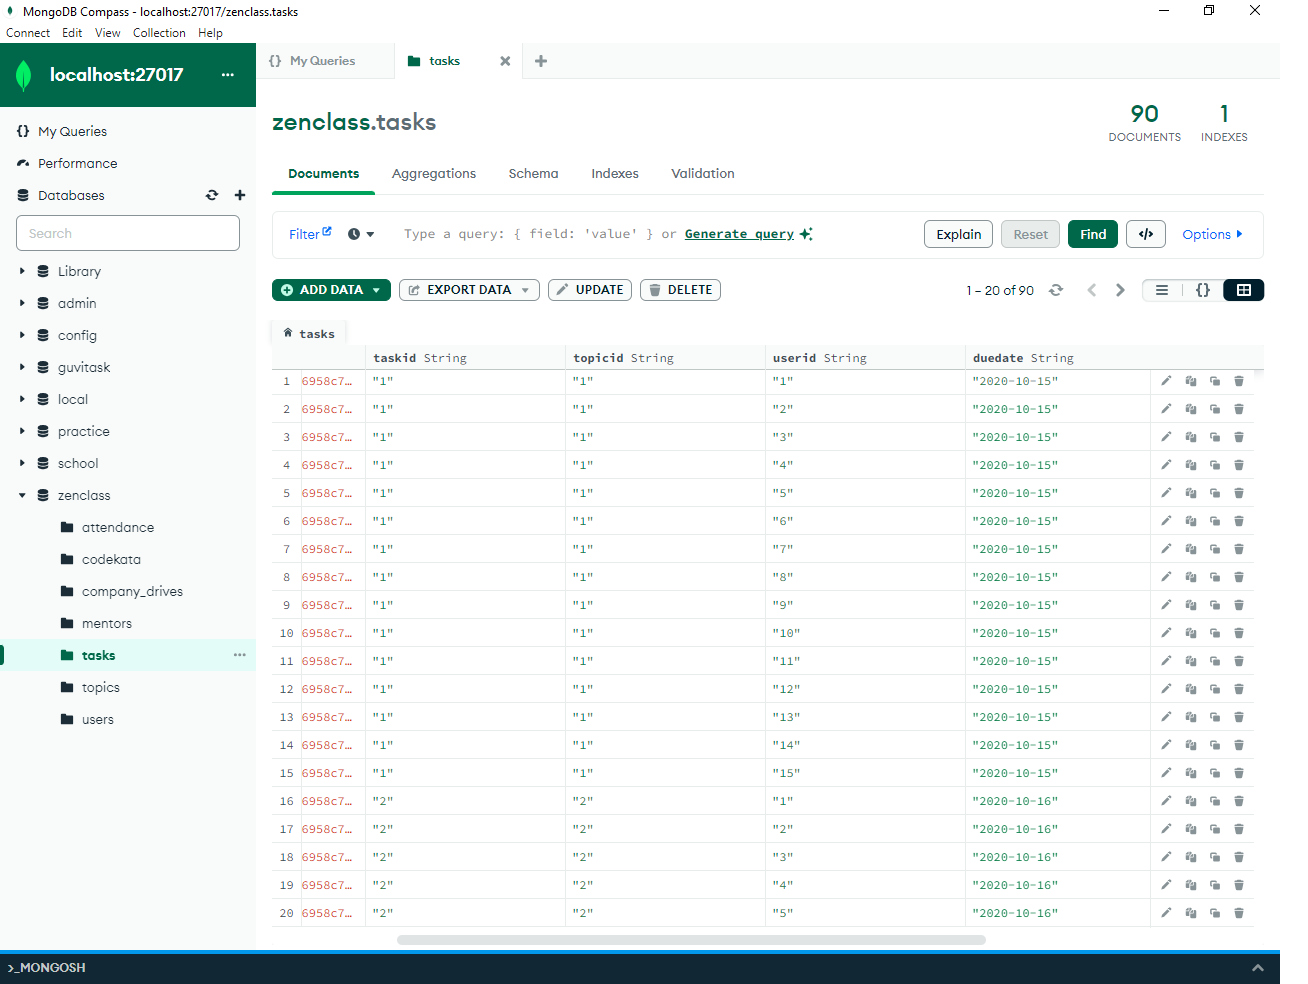 MongoDB Compass - localhost:27017/zenclass.tasks
Connect Edit View Collection Help
localhost:27017 ...
{} My Queries
tasks
My Queries
Performance
Databases
Search
Library
admin
config
guvitask
local
practice
school
zenclass
attendance
codekata
company_drives
mentors
tasks
topics
users
zenclass.tasks
90
DOCUMENTS
1
INDEXES
Documents Aggregations Schema Indexes Validation
Filter Type a query: { field: 'value' } or Generate query Explain Reset Find </> Options
ADD DATA EXPORT DATA UPDATE DELETE 1 – 20 of 90 {}
tasks
taskid String topicid String userid String duedate String
1 6958c7… "1" "1" "1" "2020-10-15"
2 6958c7… "1" "1" "2" "2020-10-15"
3 6958c7… "1" "1" "3" "2020-10-15"
4 6958c7… "1" "1" "4" "2020-10-15"
5 6958c7… "1" "1" "5" "2020-10-15"
6 6958c7… "1" "1" "6" "2020-10-15"
7 6958c7… "1" "1" "7" "2020-10-15"
8 6958c7… "1" "1" "8" "2020-10-15"
9 6958c7… "1" "1" "9" "2020-10-15"
10 6958c7… "1" "1" "10" "2020-10-15"
11 6958c7… "1" "1" "11" "2020-10-15"
12 6958c7… "1" "1" "12" "2020-10-15"
13 6958c7… "1" "1" "13" "2020-10-15"
14 6958c7… "1" "1" "14" "2020-10-15"
15 6958c7… "1" "1" "15" "2020-10-15"
16 6958c7… "2" "2" "1" "2020-10-16"
17 6958c7… "2" "2" "2" "2020-10-16"
18 6958c7… "2" "2" "3" "2020-10-16"
19 6958c7… "2" "2" "4" "2020-10-16"
20 6958c7… "2" "2" "5" "2020-10-16"
>_MONGOSH